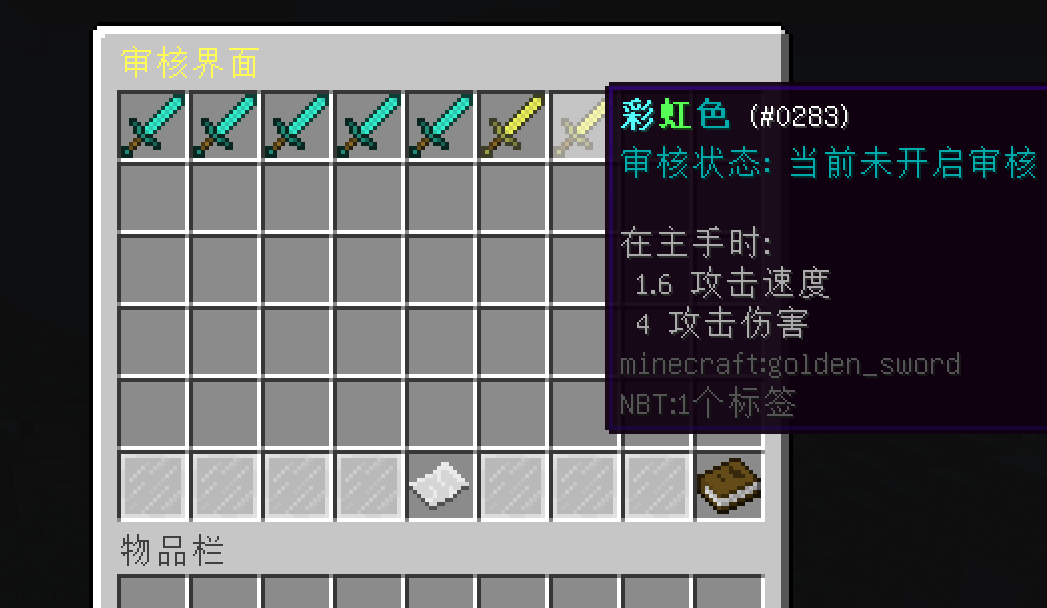 审核界面
彩虹色 (#0283)
审核状态: 当前未开启审核
在主手时:
1.6 攻击速度
4 攻击伤害
minecraft:golden_sword
NBT:1个标签
物品栏